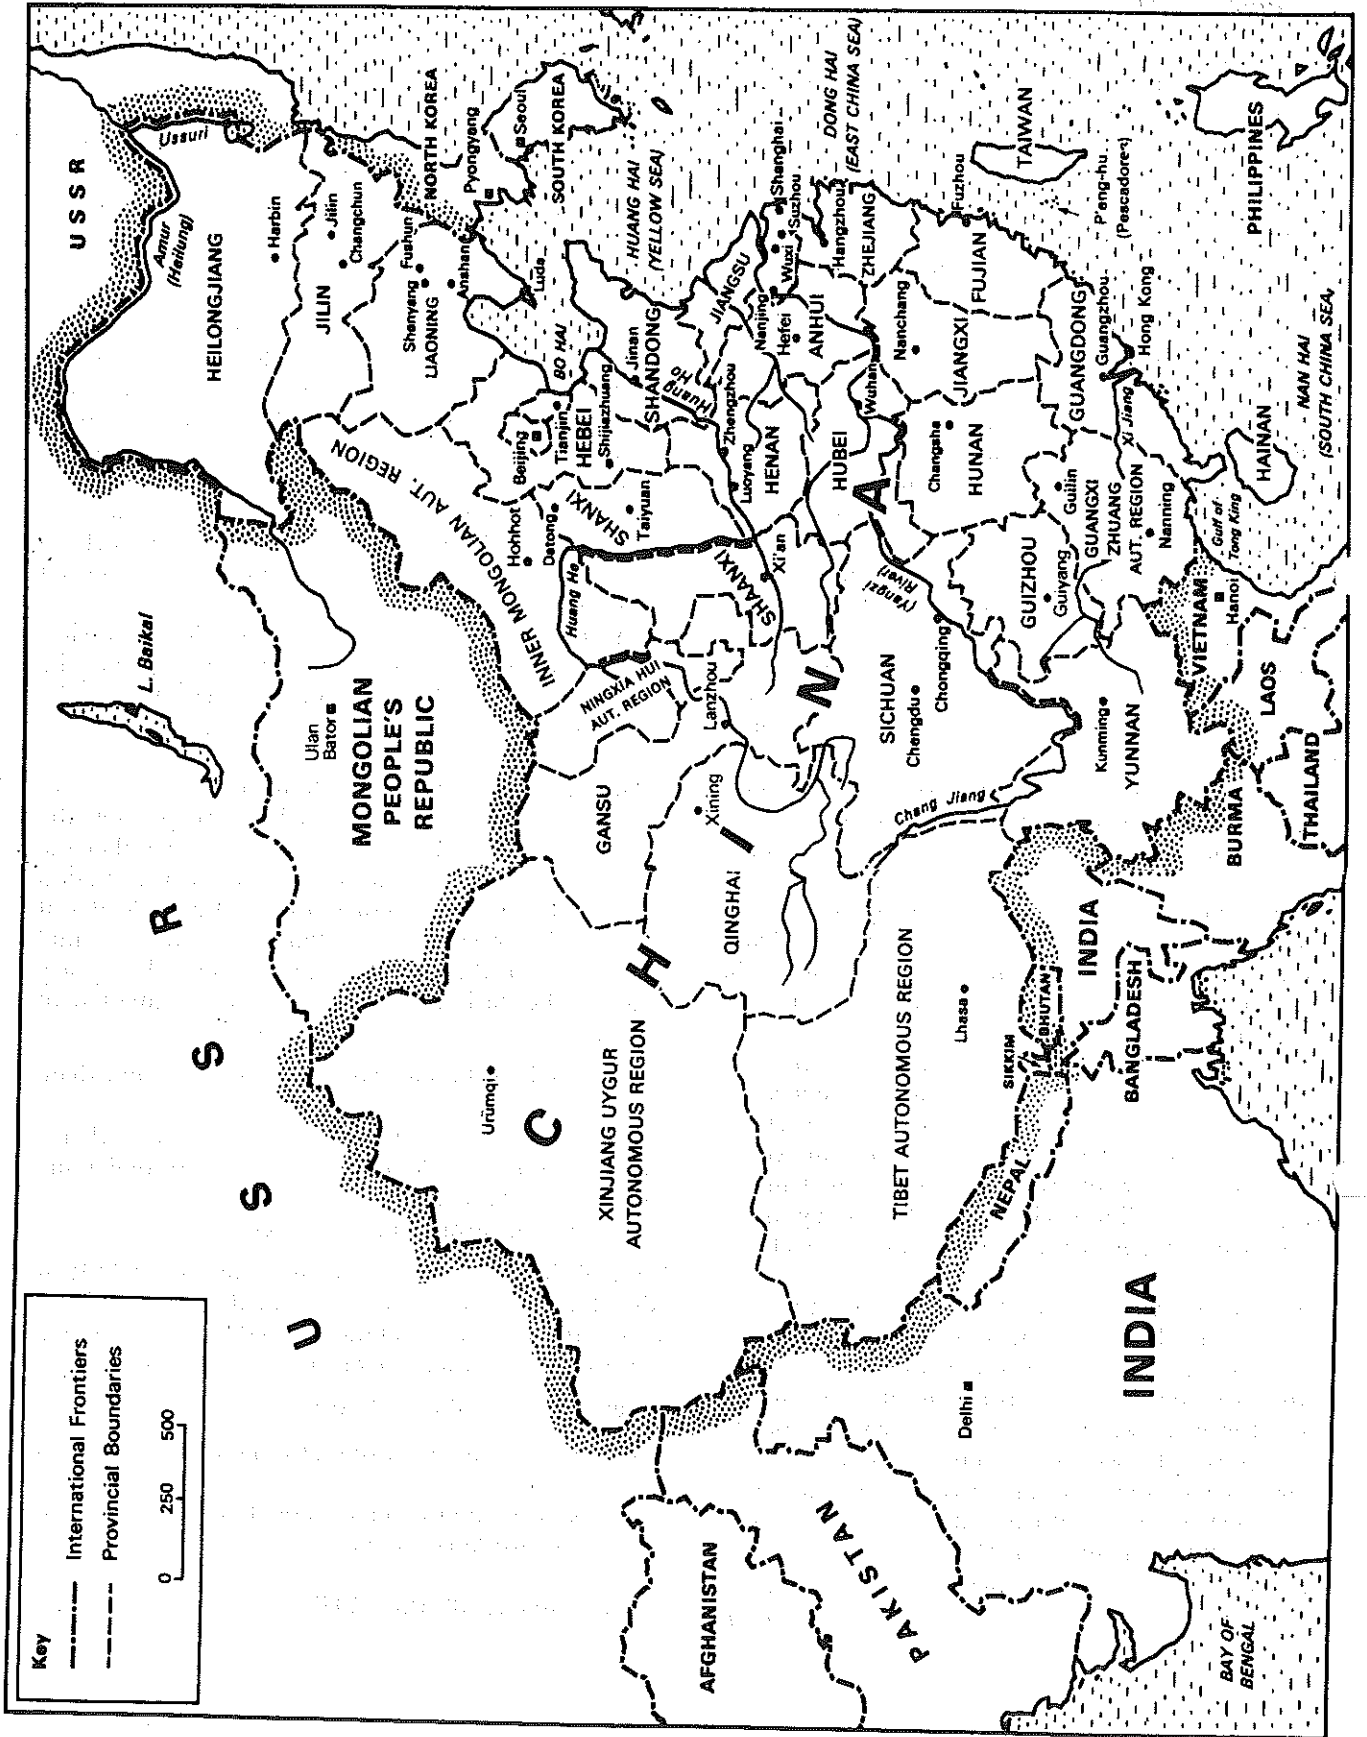 Key
International Frontiers
Provincial Boundaries
0 250 500
U S S R
U S S R
L. Baikal
Amur
(Heilung)
Ussuri
HEILONGJIANG
Harbin
JILIN
Jilin
Changchun
Fushun
Shenyang
LIAONING
Anshan
Luda
NORTH KOREA
Pyongyang
Seoul
SOUTH KOREA
HUANG HAI
(YELLOW SEA)
BO HAI
MONGOLIAN
PEOPLE'S
REPUBLIC
Ulan
Bator
INNER MONGOLIAN AUT. REGION
Hohhot
Datong
Beijing
Tianjin
HEBEI
Shijiazhuang
SHANXI
Taiyuan
Jinan
SHANDONG
(Huang Ho
Huang He
NINGXIA HUI
AUT. REGION
SHAANXI
Xi'an
Luoyang
Zhengzhou
HENAN
JIANGSU
Nanjing
Wuxi
Suzhou
Shanghai
Hefei
ANHUI
Hangzhou
ZHEJIANG
DONG HAI
(EAST CHINA SEA)
HUBEI
Wuhan
Nanchang
JIANGXI
FUJIAN
Fuzhou
TAIWAN
P'eng-hu
(Pescadores)
Changsha
HUNAN
GUANGDONG
Guangzhou
Hong Kong
Xi Jiang
Guilin
GUANGXI
ZHUANG
AUT. REGION
Nanning
GUIZHOU
Guiyang
(Yangzi
River)
SICHUAN
Chengdu
Chongqing
Kunming
YUNNAN
Chang Jiang
GANSU
Lanzhou
Xining
QINGHAI
C H I N A
Urümqi
XINJIANG UYGUR
AUTONOMOUS REGION
TIBET AUTONOMOUS REGION
Lhasa
SIKKIM
BHUTAN
NEPAL
INDIA
BANGLADESH
INDIA
Delhi
PAKISTAN
AFGHANISTAN
BAY OF
BENGAL
BURMA
THAILAND
LAOS
VIETNAM
Hanoi
Gulf of
Tong King
HAINAN
NAN HAI
(SOUTH CHINA SEA)
PHILIPPINES